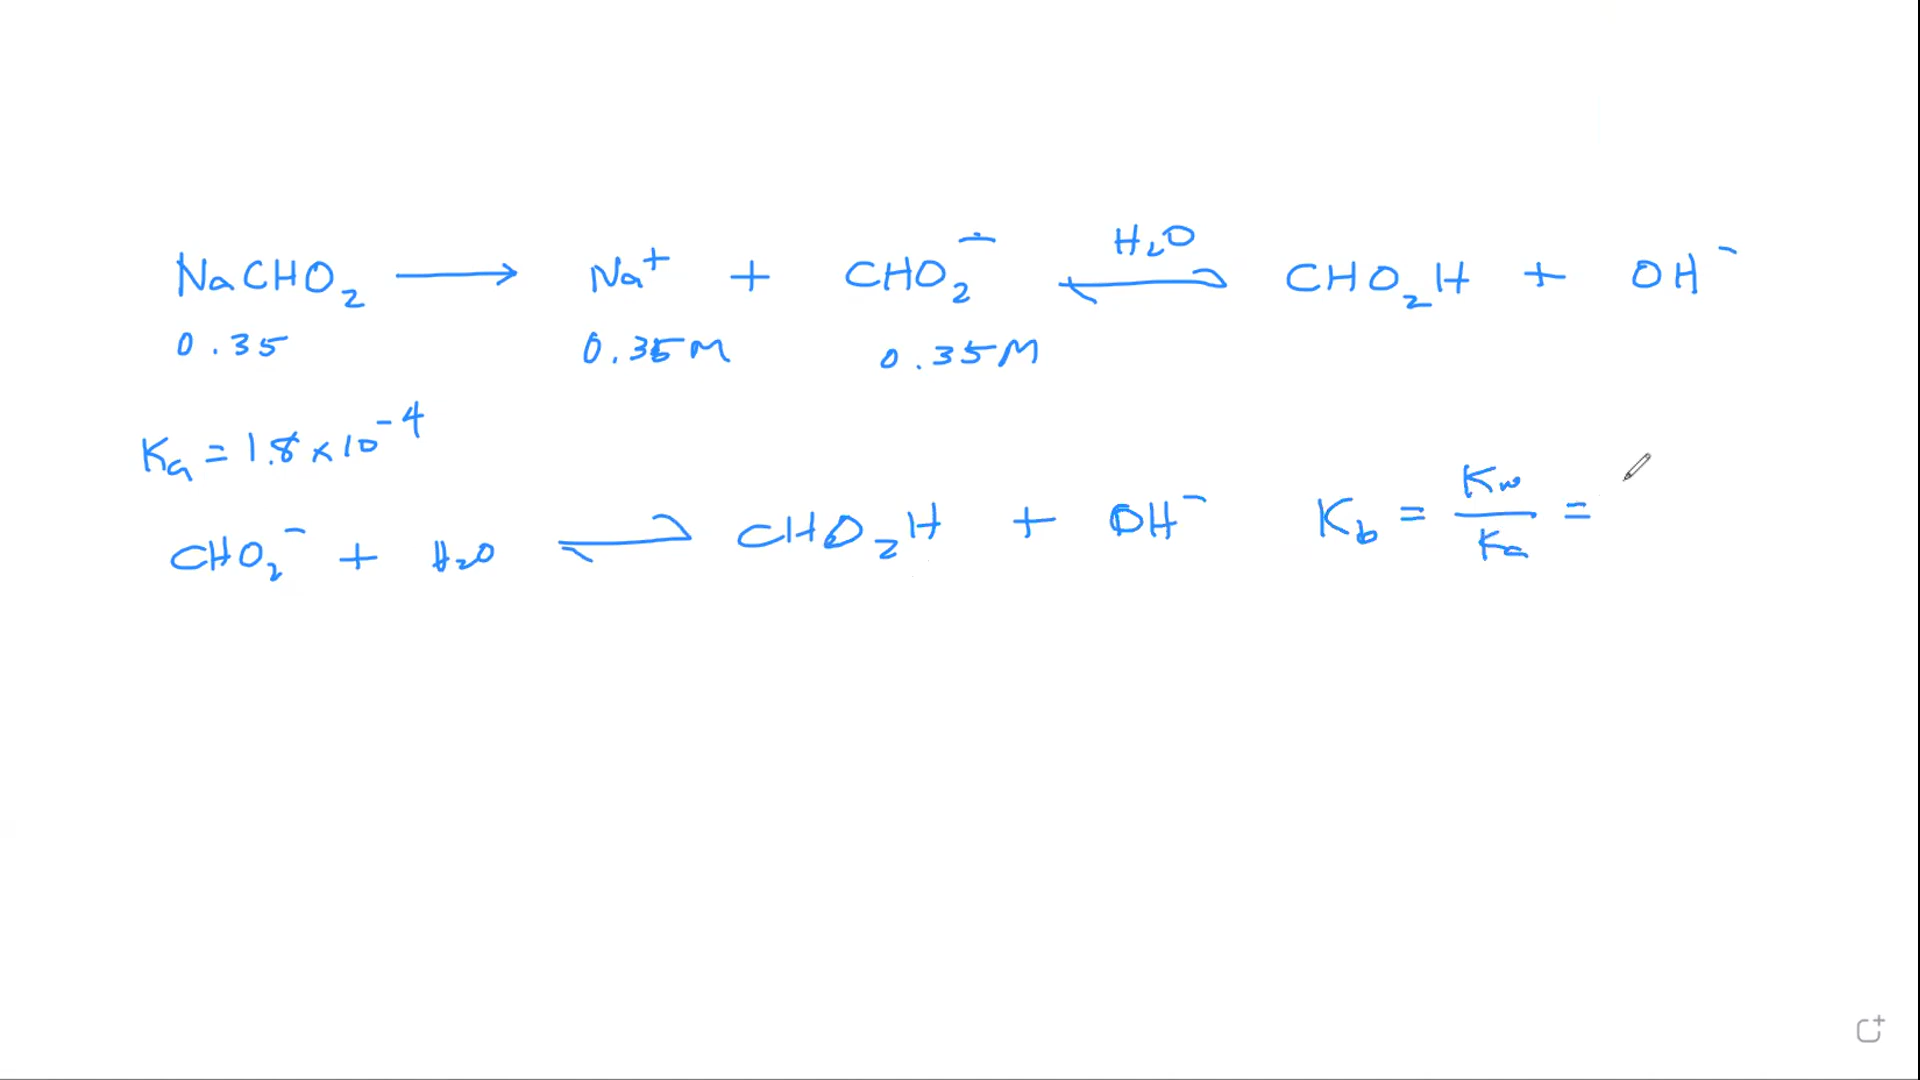 NaCHO₂ ⟶ Na⁺ + CHO₂⁻ ⇌ H₂O CHO₂H + OH⁻
0.35 0.35M 0.35M
Ka = 1.8×10⁻⁴
CHO₂⁻ + H₂O ⇌ CHO₂H + OH⁻ Kb = Kw/Ka =